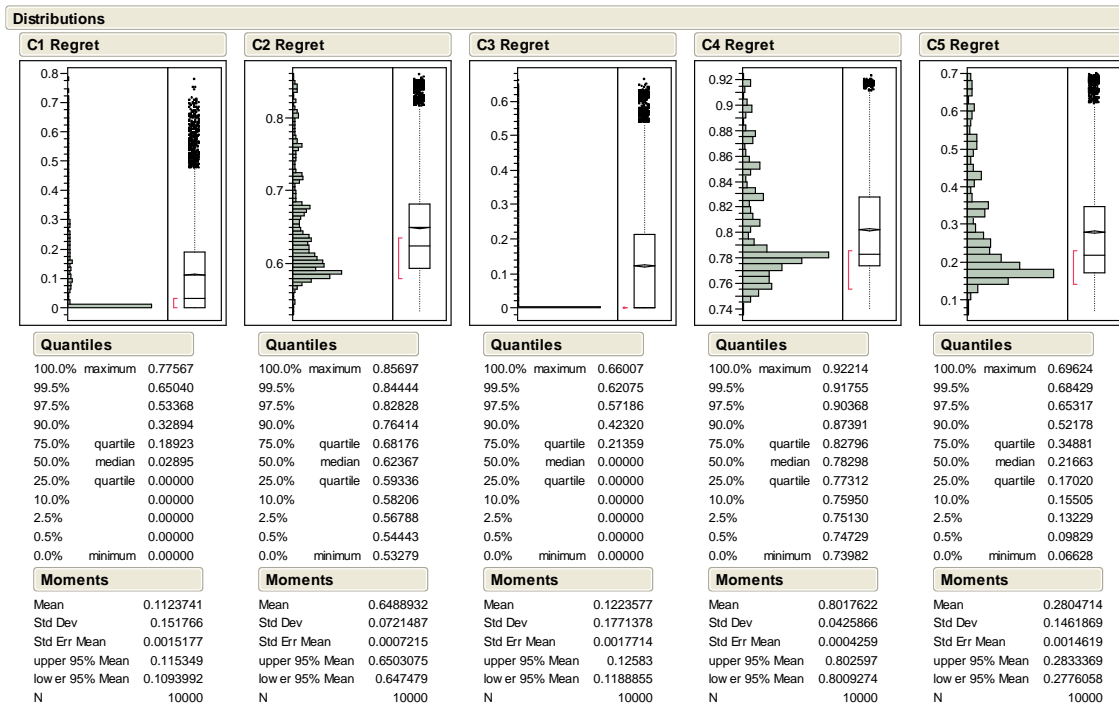 Distributions
C1 Regret
0.8
0.7
0.6
0.5
0.4
0.3
0.2
0.1
0
Quantiles
100.0% maximum 0.77567
99.5% 0.65040
97.5% 0.53368
90.0% 0.32894
75.0% quartile 0.18923
50.0% median 0.02895
25.0% quartile 0.00000
10.0% 0.00000
2.5% 0.00000
0.5% 0.00000
0.0% minimum 0.00000
Moments
Mean 0.1123741
Std Dev 0.151766
Std Err Mean 0.0015177
upper 95% Mean 0.115349
lower 95% Mean 0.1093992
N 10000
C2 Regret
0.8
0.7
0.6
Quantiles
100.0% maximum 0.85697
99.5% 0.84444
97.5% 0.82828
90.0% 0.76414
75.0% quartile 0.68176
50.0% median 0.62367
25.0% quartile 0.59336
10.0% 0.58206
2.5% 0.56788
0.5% 0.54443
0.0% minimum 0.53279
Moments
Mean 0.6488932
Std Dev 0.0721487
Std Err Mean 0.0007215
upper 95% Mean 0.6503075
lower 95% Mean 0.647479
N 10000
C3 Regret
0.6
0.5
0.4
0.3
0.2
0.1
0
Quantiles
100.0% maximum 0.66007
99.5% 0.62075
97.5% 0.57186
90.0% 0.42320
75.0% quartile 0.21359
50.0% median 0.00000
25.0% quartile 0.00000
10.0% 0.00000
2.5% 0.00000
0.5% 0.00000
0.0% minimum 0.00000
Moments
Mean 0.1223577
Std Dev 0.1771378
Std Err Mean 0.0017714
upper 95% Mean 0.12583
lower 95% Mean 0.1188855
N 10000
C4 Regret
0.92
0.9
0.88
0.86
0.84
0.82
0.8
0.78
0.76
0.74
Quantiles
100.0% maximum 0.92214
99.5% 0.91755
97.5% 0.90368
90.0% 0.87391
75.0% quartile 0.82796
50.0% median 0.78298
25.0% quartile 0.77312
10.0% 0.75950
2.5% 0.75130
0.5% 0.74729
0.0% minimum 0.73982
Moments
Mean 0.8017622
Std Dev 0.0425866
Std Err Mean 0.0004259
upper 95% Mean 0.802597
lower 95% Mean 0.8009274
N 10000
C5 Regret
0.7
0.6
0.5
0.4
0.3
0.2
0.1
Quantiles
100.0% maximum 0.69624
99.5% 0.68429
97.5% 0.65317
90.0% 0.52178
75.0% quartile 0.34881
50.0% median 0.21663
25.0% quartile 0.17020
10.0% 0.15505
2.5% 0.13229
0.5% 0.09829
0.0% minimum 0.06628
Moments
Mean 0.2804714
Std Dev 0.1461869
Std Err Mean 0.0014619
upper 95% Mean 0.2833369
lower 95% Mean 0.2776058
N 10000